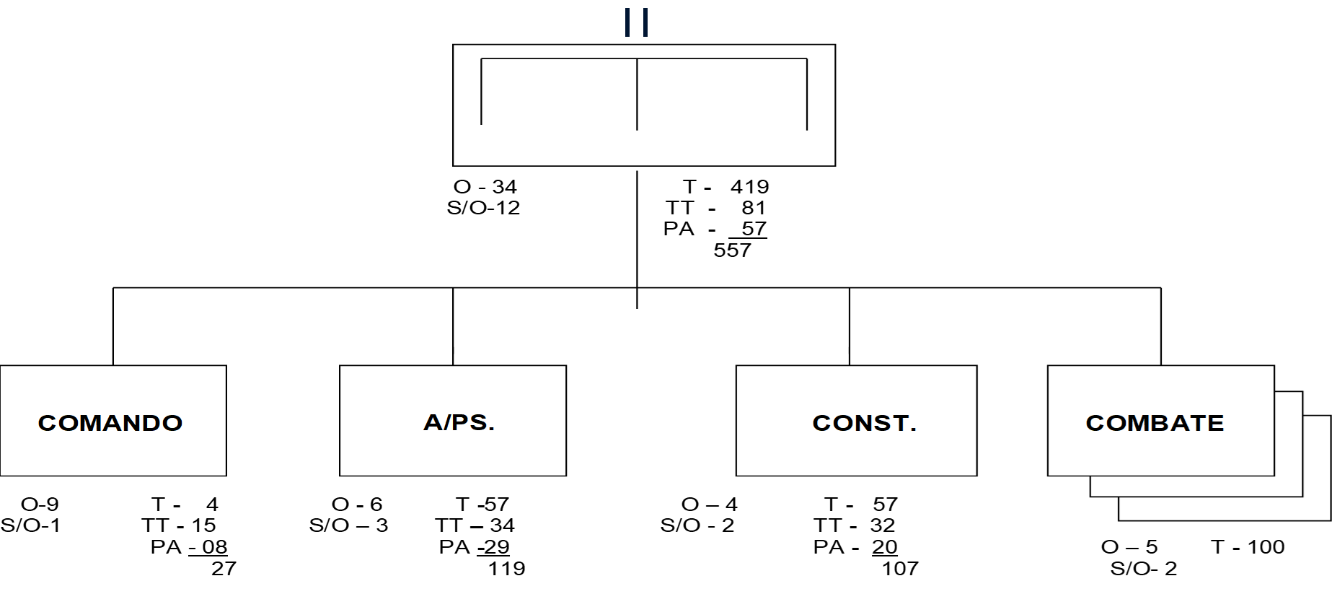 II
O - 34 T - 419
S/O-12 TT - 81
PA - 57
557
COMANDO
A/PS.
CONST.
COMBATE
O-9 T - 4
S/O-1 TT - 15
PA - 08
27
O - 6 T -57
S/O – 3 TT – 34
PA -29
119
O – 4 T - 57
S/O - 2 TT - 32
PA - 20
107
O – 5 T - 100
S/O- 2